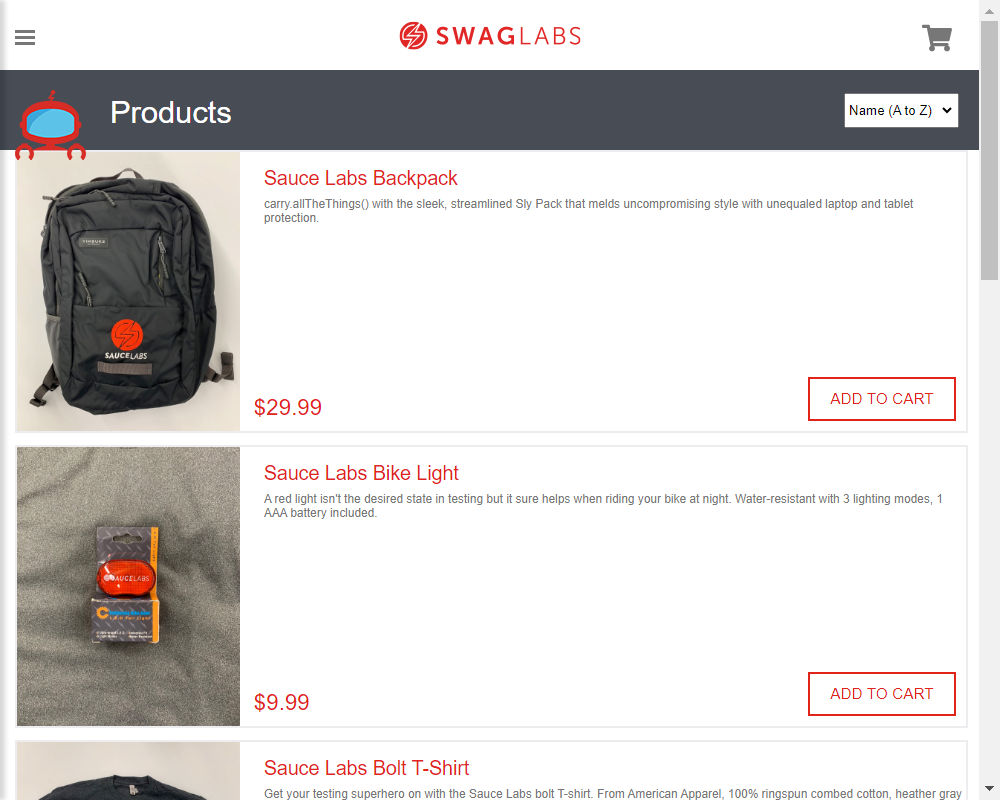 SWAGLABS
Products
Name (A to Z)
Sauce Labs Backpack
carry.allTheThings() with the sleek, streamlined Sly Pack that melds uncompromising style with unequaled laptop and tablet
protection.
SAUCELABS
$29.99
ADD TO CART
Sauce Labs Bike Light
A red light isn't the desired state in testing but it sure helps when riding your bike at night. Water-resistant with 3 lighting modes, 1
AAA battery included.
SAUCELABS
$9.99
ADD TO CART
Sauce Labs Bolt T-Shirt
Get your testing superhero on with the Sauce Labs bolt T-shirt. From American Apparel, 100% ringspun combed cotton, heather gray